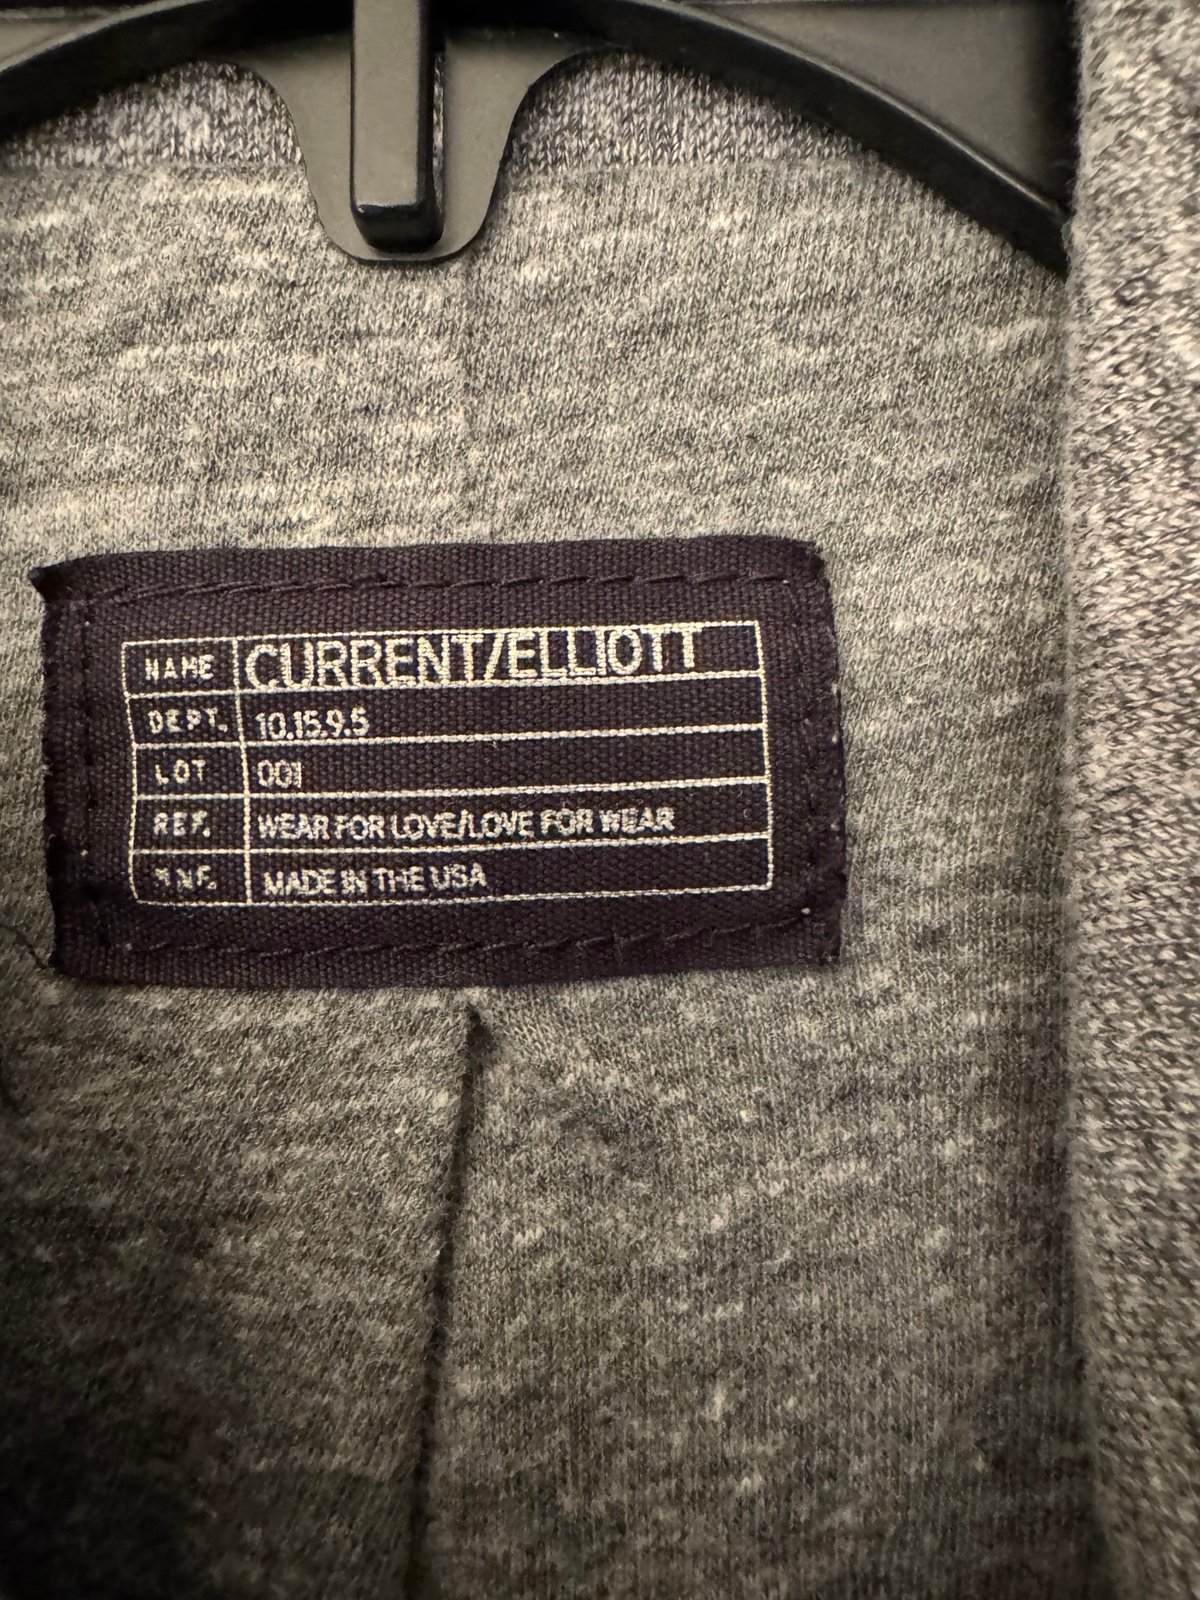 NAME CURRENT/ELLIOTT
DEPT. 10.15.9.5
LOT 001
REF. WEAR FOR LOVE/LOVE FOR WEAR
MNF. MADE IN THE USA